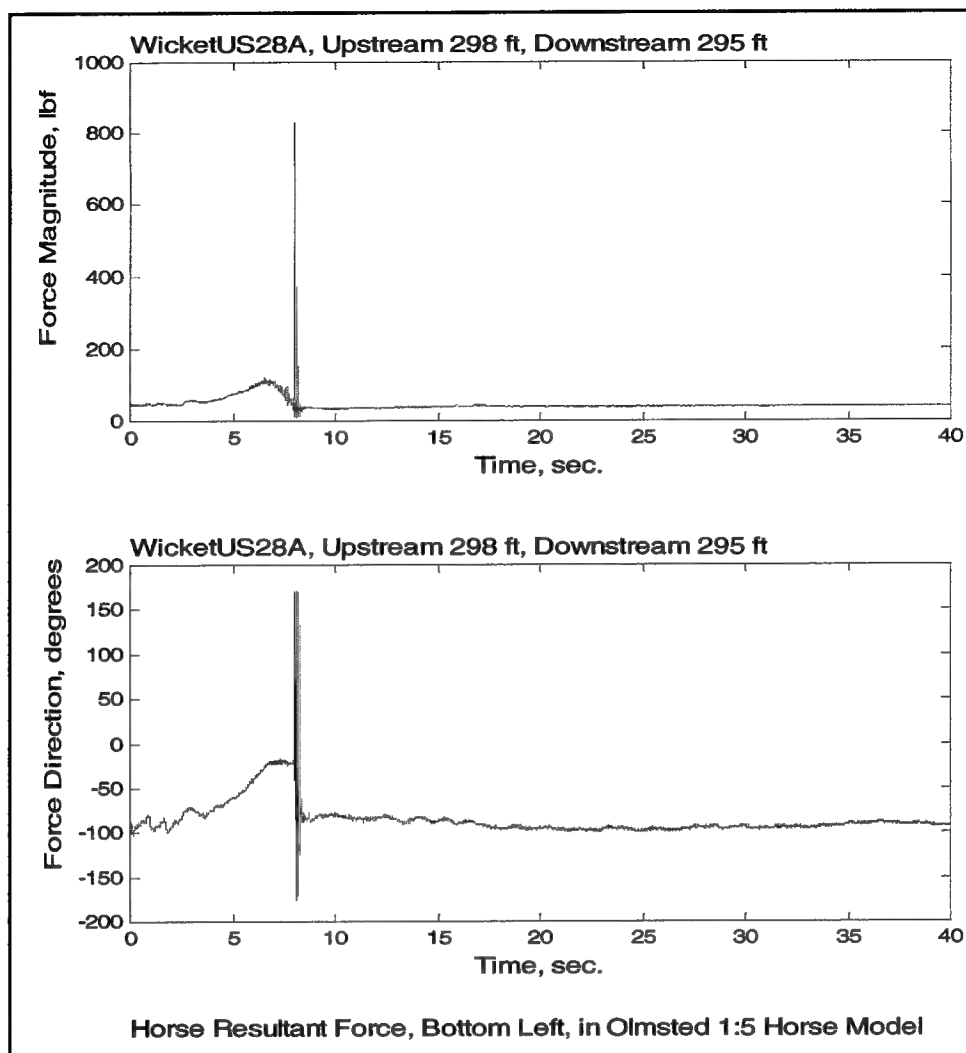 WicketUS28A, Upstream 298 ft, Downstream 295 ft
1000
800
600
400
200
0
Force Magnitude, lbf
0 5 10 15 20 25 30 35 40
Time, sec.
WicketUS28A, Upstream 298 ft, Downstream 295 ft
200
150
100
50
0
-50
-100
-150
-200
Force Direction, degrees
0 5 10 15 20 25 30 35 40
Time, sec.
Horse Resultant Force, Bottom Left, in Olmsted 1:5 Horse Model